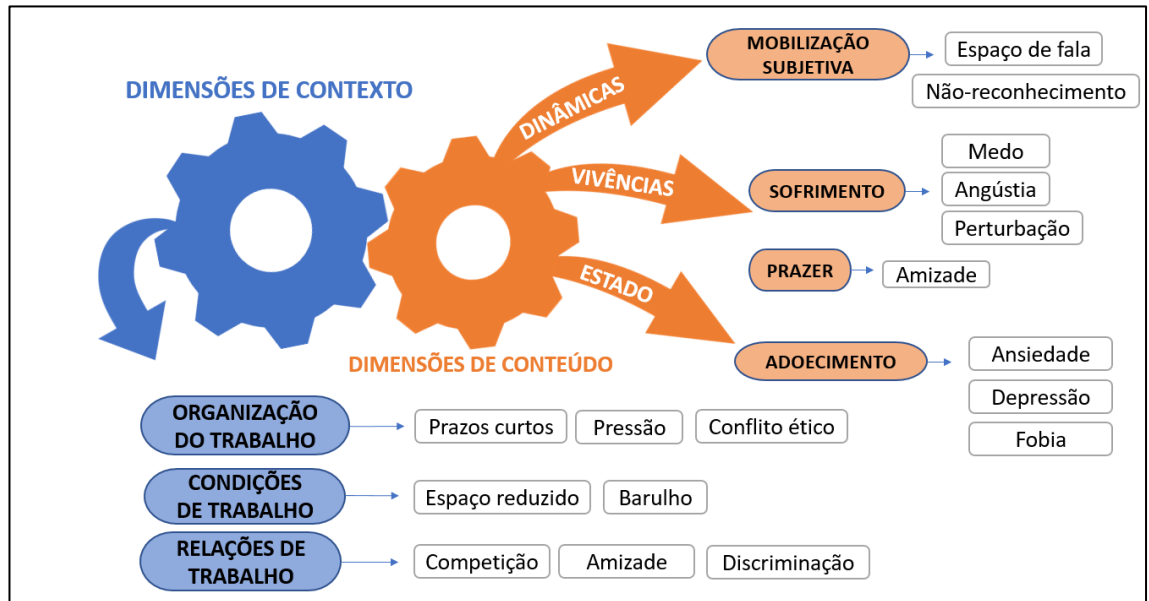 DIMENSÕES DE CONTEXTO
DINÂMICAS
MOBILIZAÇÃO
SUBJETIVA
Espaço de fala
Não-reconhecimento
VIVÊNCIAS
SOFRIMENTO
Medo
Angústia
Perturbação
PRAZER
Amizade
ESTADO
ADOECIMENTO
Ansiedade
Depressão
Fobia
DIMENSÕES DE CONTEÚDO
ORGANIZAÇÃO
DO TRABALHO
Prazos curtos
Pressão
Conflito ético
CONDIÇÕES
DE TRABALHO
Espaço reduzido
Barulho
RELAÇÕES DE
TRABALHO
Competição
Amizade
Discriminação